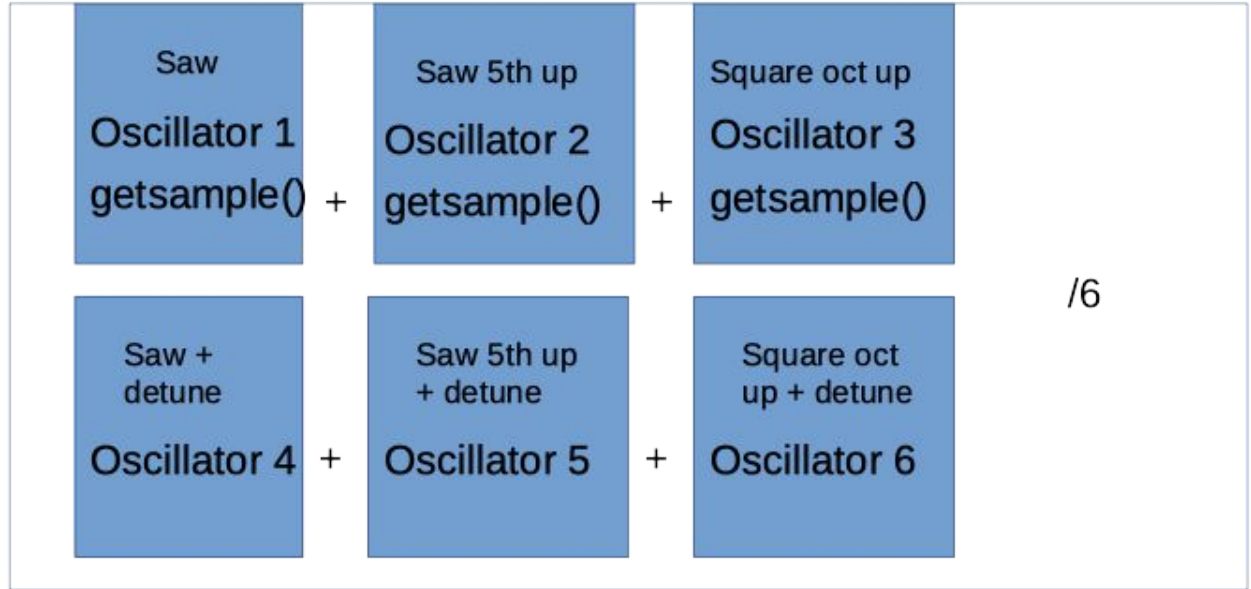 Saw
Oscillator 1
getsample()
+
Saw 5th up
Oscillator 2
getsample()
+
Square oct up
Oscillator 3
getsample()
Saw +
detune
Oscillator 4
+
Saw 5th up
+ detune
Oscillator 5
+
Square oct
up + detune
Oscillator 6
/6